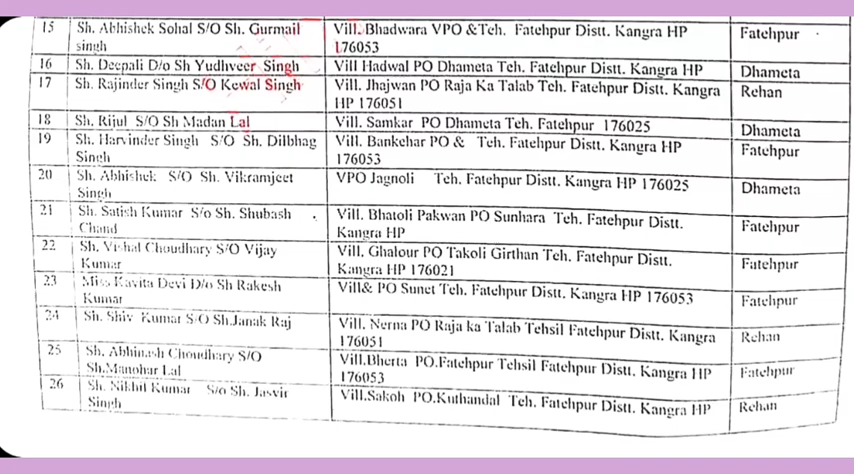 15 Sh. Abhishek Sohal S/O Sh. Gurmail Vill. Bhadwara VPO &Teh. Fatehpur Distt. Kangra HP Fatehpur
singh 176053
16 Sh. Deepali D/o Sh Yudhveer Singh Vill Hadwal PO Dhameta Teh. Fatehpur Distt. Kangra HP Dhameta
17 Sh. Rajinder Singh S/O Kewal Singh Vill. Jhajwan PO Raja Ka Talab Teh. Fatehpur Distt. Kangra Rehan
HP 176051
18 Sh. Rijul S/O Sh Madan Lal Vill. Samkar PO Dhameta Teh. Fatehpur 176025 Dhameta
19 Sh. Harvinder Singh S/O Sh. Dilbhag Vill. Bankehar PO & Teh. Fatehpur Distt. Kangra HP Fatehpur
Singh 176053
20 Sh. Abhishek S/O Sh. Vikramjeet VPO Jagnoli Teh. Fatehpur Distt. Kangra HP 176025 Dhameta
Singh
21 Sh. Satish Kumar S/o Sh. Shubash Vill. Bhatoli Pakwan PO Sunhara Teh. Fatehpur Distt. Fatehpur
Chand Kangra HP
22 Sh. Vishal Choudhary S/O Vijay Vill. Ghalour PO Takoli Girthan Teh. Fatehpur Distt. Fatehpur
Kumar Kangra HP 176021
23 Miss Kavita Devi D/o Sh Rakesh Vill& PO Sunet Teh. Fatehpur Distt. Kangra HP 176053 Fatehpur
Kumar
24 Sh. Shiv Kumar S/O Sh.Janak Raj Vill. Nerna PO Raja ka Talab Tehsil Fatehpur Distt. Kangra Rehan
176051
25 Sh. Abhinash Choudhary S/O Vill.Bherta PO.Fatehpur Tehsil Fatehpur Distt. Kangra HP Fatehpur
Sh.Manohar Lal 176053
26 Sh. Nikhil Kumar S/o Sh. Jasvir Vill.Sakoh PO.Kuthandal Teh. Fatehpur Distt. Kangra HP Rehan
Singh